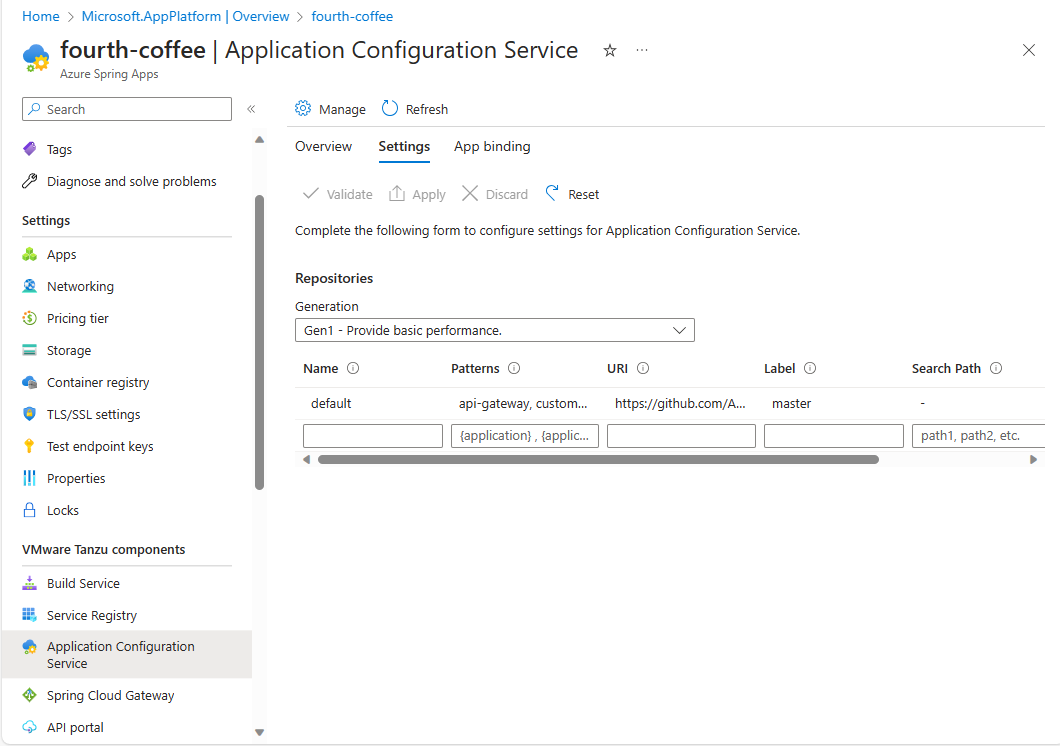 Home > Microsoft.AppPlatform | Overview > fourth-coffee
fourth-coffee | Application Configuration Service
Azure Spring Apps
Search
Tags
Diagnose and solve problems
Settings
Apps
Networking
Pricing tier
Storage
Container registry
TLS/SSL settings
Test endpoint keys
Properties
Locks
VMware Tanzu components
Build Service
Service Registry
Application Configuration
Service
Spring Cloud Gateway
API portal
Manage Refresh
Overview Settings App binding
Validate Apply Discard Reset
Complete the following form to configure settings for Application Configuration Service.
Repositories
Generation
Gen1 - Provide basic performance.
Name Patterns URI Label Search Path
default api-gateway, custom... https://github.com/A... master -
{application} , {applic... path1, path2, etc.